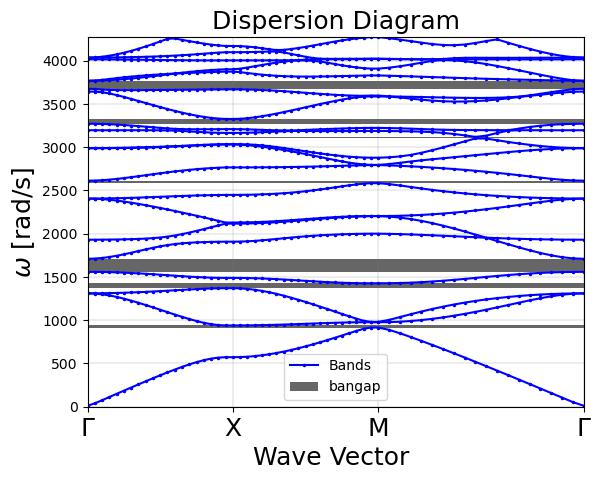 Dispersion Diagram
4000
3500
3000
2500
2000
1500
1000
500
0
ω [rad/s]
Bands
bangap
Γ X M Γ
Wave Vector